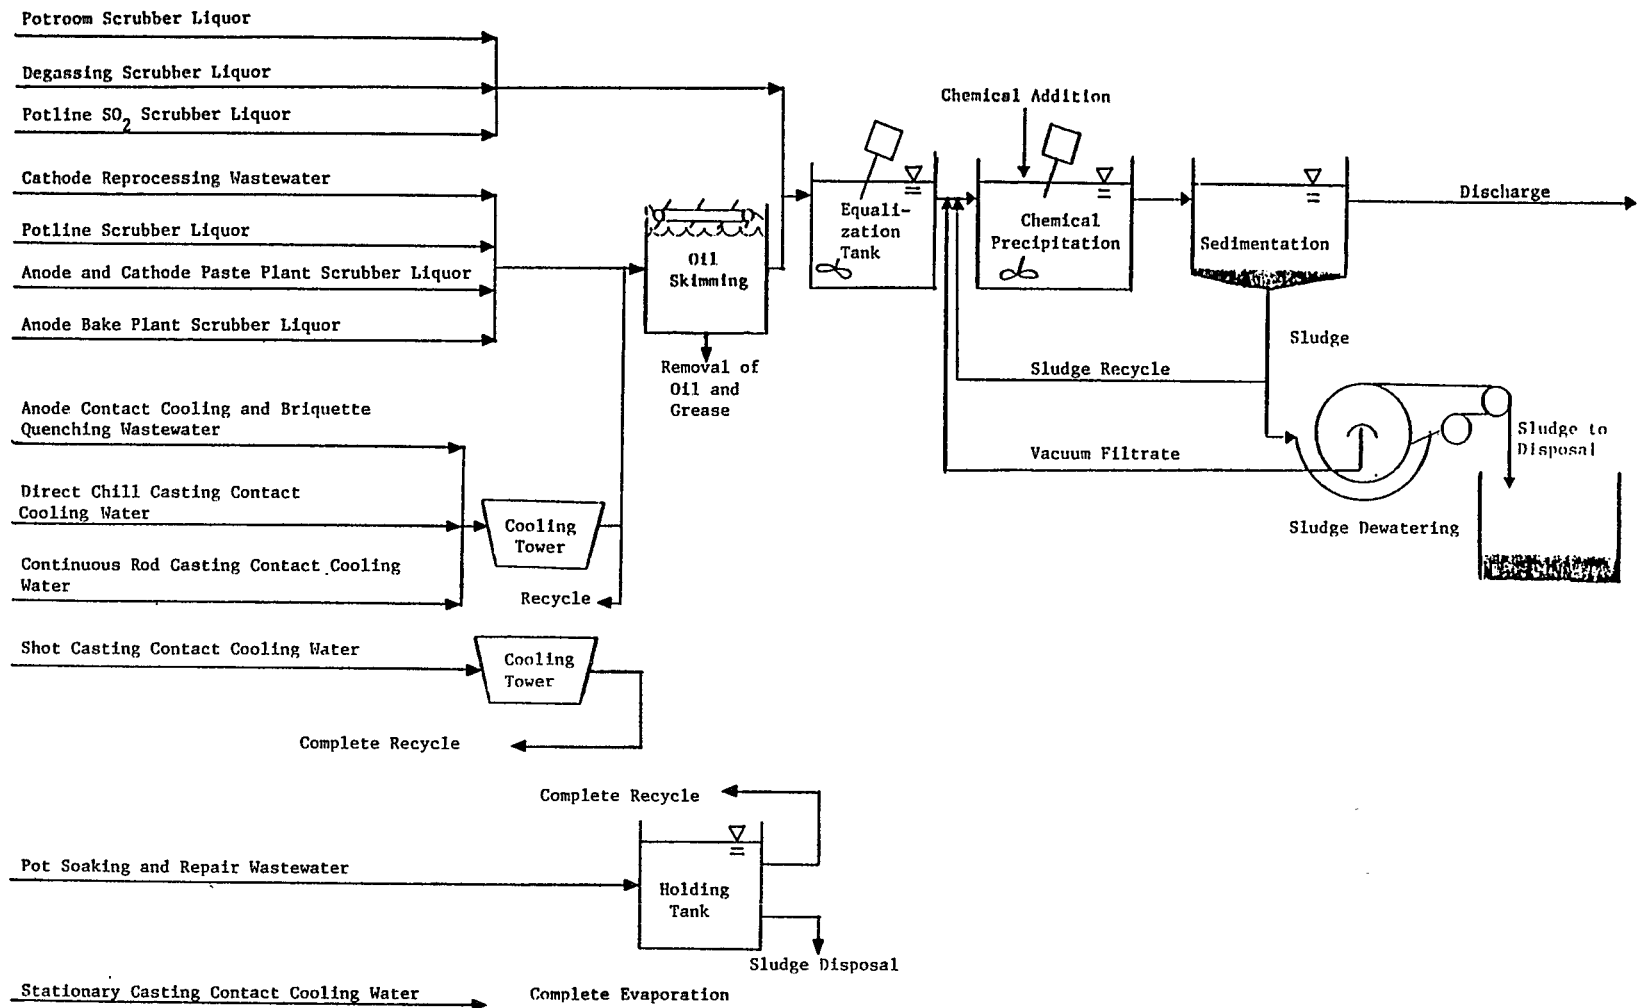 Potroom Scrubber Liquor
Degassing Scrubber Liquor
Potline SO2 Scrubber Liquor
Cathode Reprocessing Wastewater
Potline Scrubber Liquor
Anode and Cathode Paste Plant Scrubber Liquor
Anode Bake Plant Scrubber Liquor
Anode Contact Cooling and Briquette
Quenching Wastewater
Direct Chill Casting Contact
Cooling Water
Continuous Rod Casting Contact Cooling
Water
Cooling
Tower
Recycle
Oil
Skimming
Removal of
Oil and
Grease
Equali-
zation
Tank
Chemical Addition
Chemical
Precipitation
Sedimentation
Discharge
Sludge
Sludge Recycle
Vacuum Filtrate
Sludge to
Disposal
Sludge Dewatering
Shot Casting Contact Cooling Water
Cooling
Tower
Complete Recycle
Complete Recycle
Pot Soaking and Repair Wastewater
Holding
Tank
Sludge Disposal
Stationary Casting Contact Cooling Water
Complete Evaporation